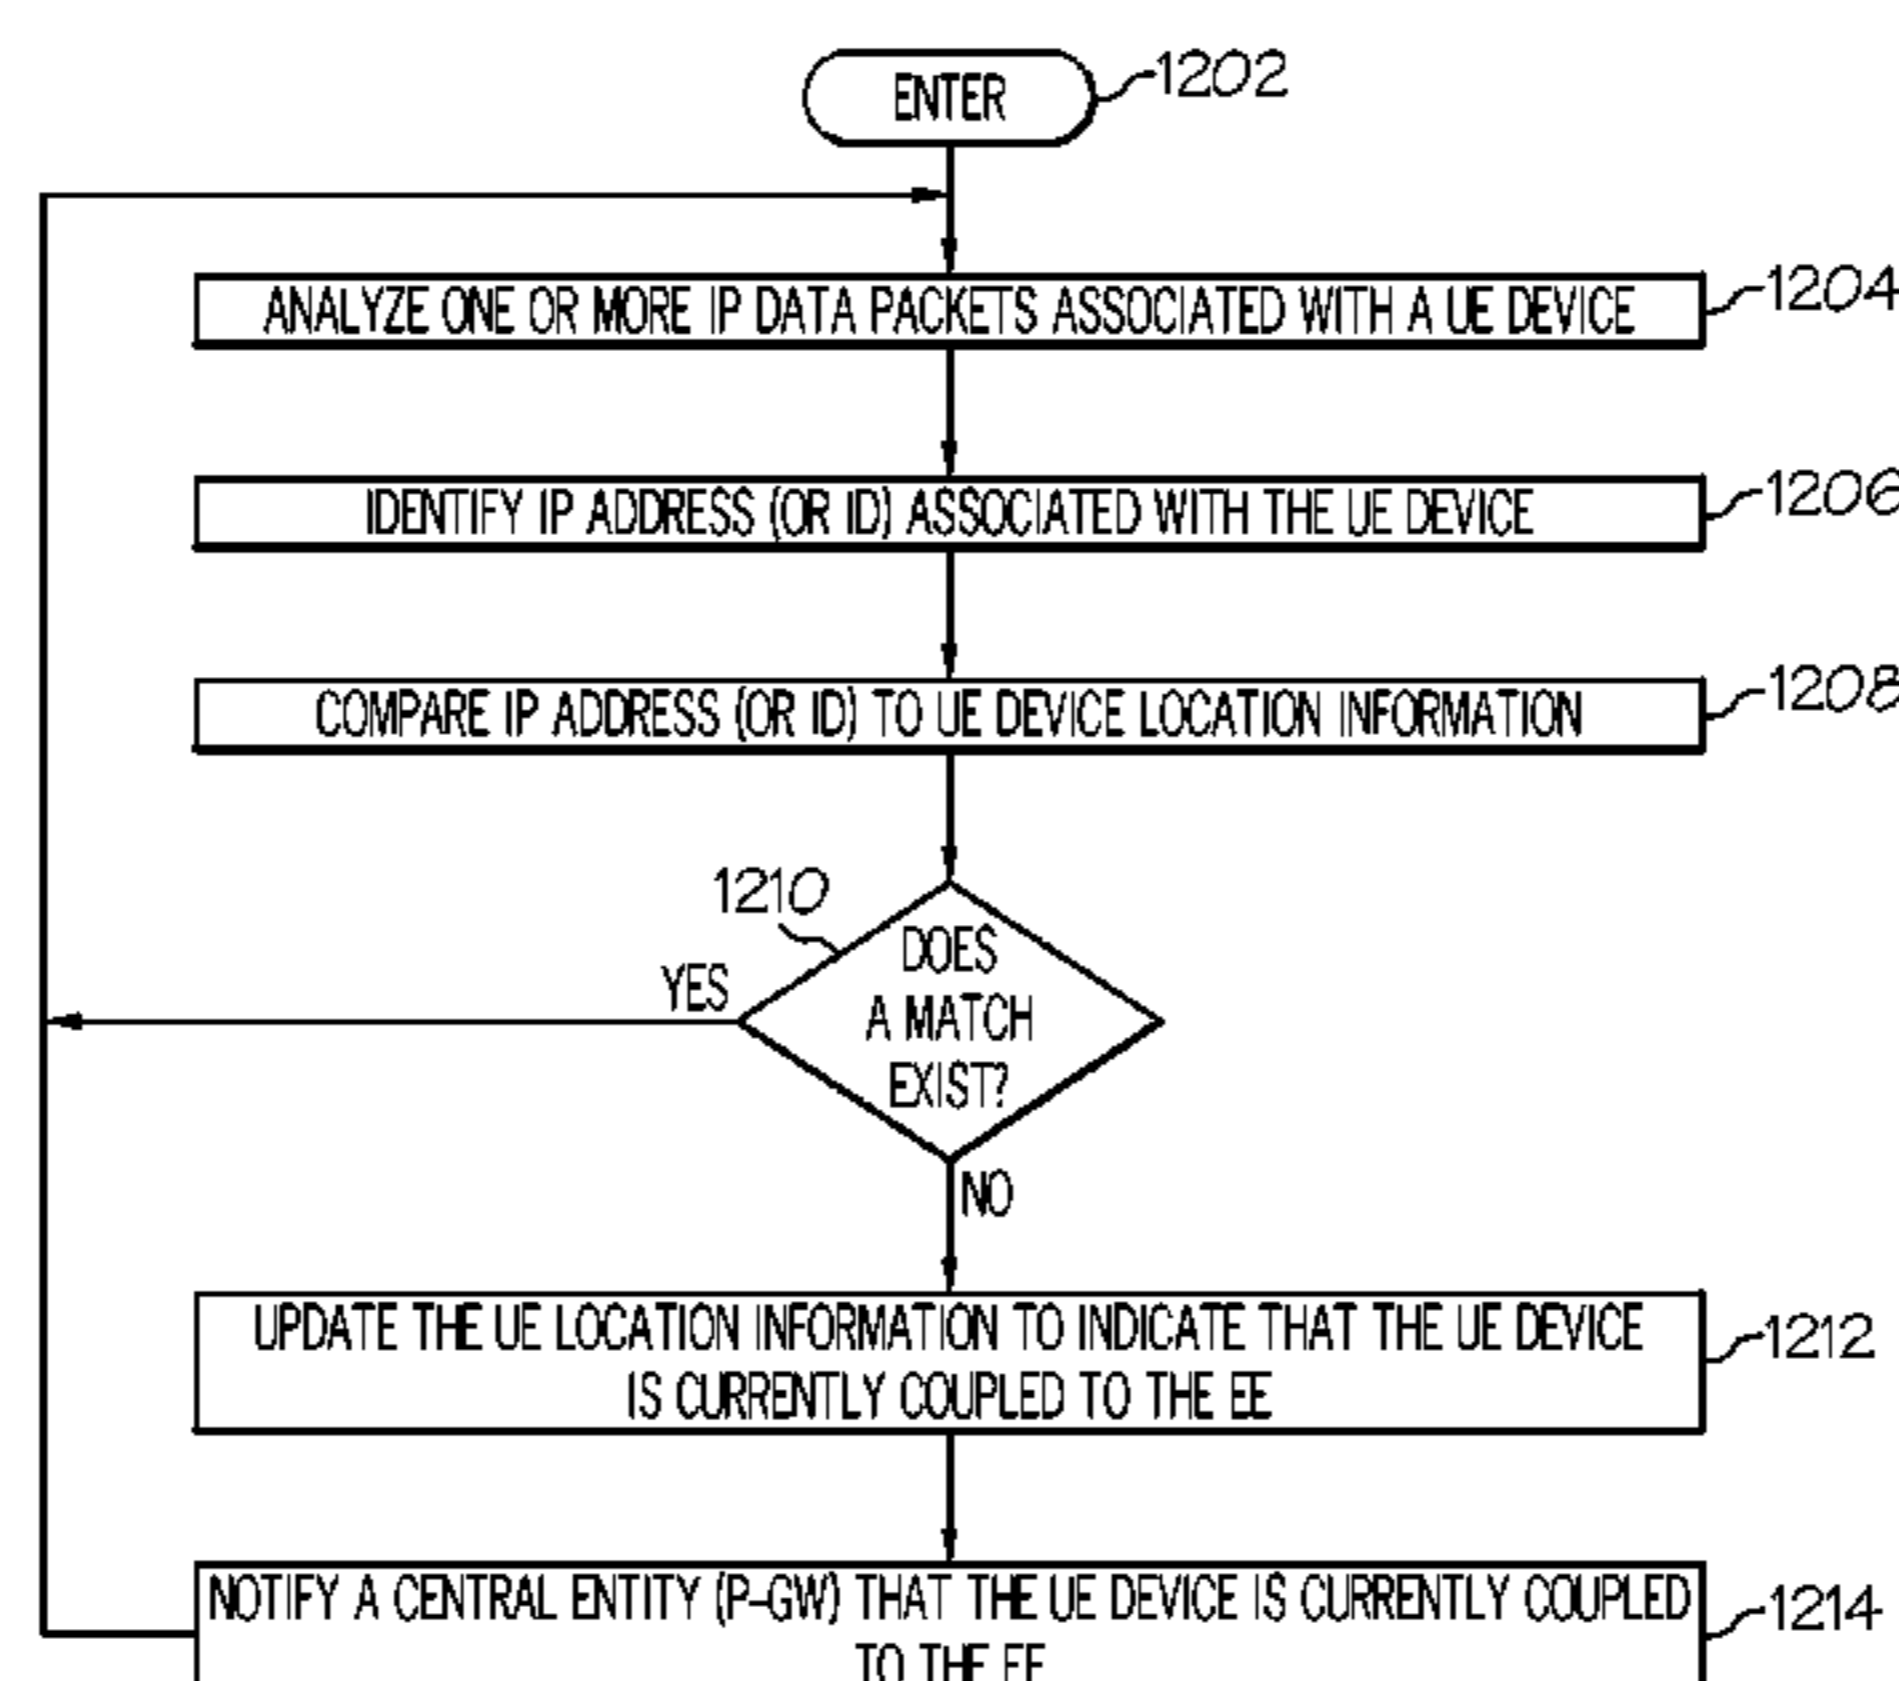 ENTER
1202
ANALYZE ONE OR MORE IP DATA PACKETS ASSOCIATED WITH A UE DEVICE
1204
IDENTIFY IP ADDRESS (OR ID) ASSOCIATED WITH THE UE DEVICE
1206
COMPARE IP ADDRESS (OR ID) TO UE DEVICE LOCATION INFORMATION
1208
1210
DOES
A MATCH
EXIST?
YES
NO
UPDATE THE UE LOCATION INFORMATION TO INDICATE THAT THE UE DEVICE
IS CURRENTLY COUPLED TO THE EE
1212
NOTIFY A CENTRAL ENTITY (P-GW) THAT THE UE DEVICE IS CURRENTLY COUPLED
TO THE EE
1214